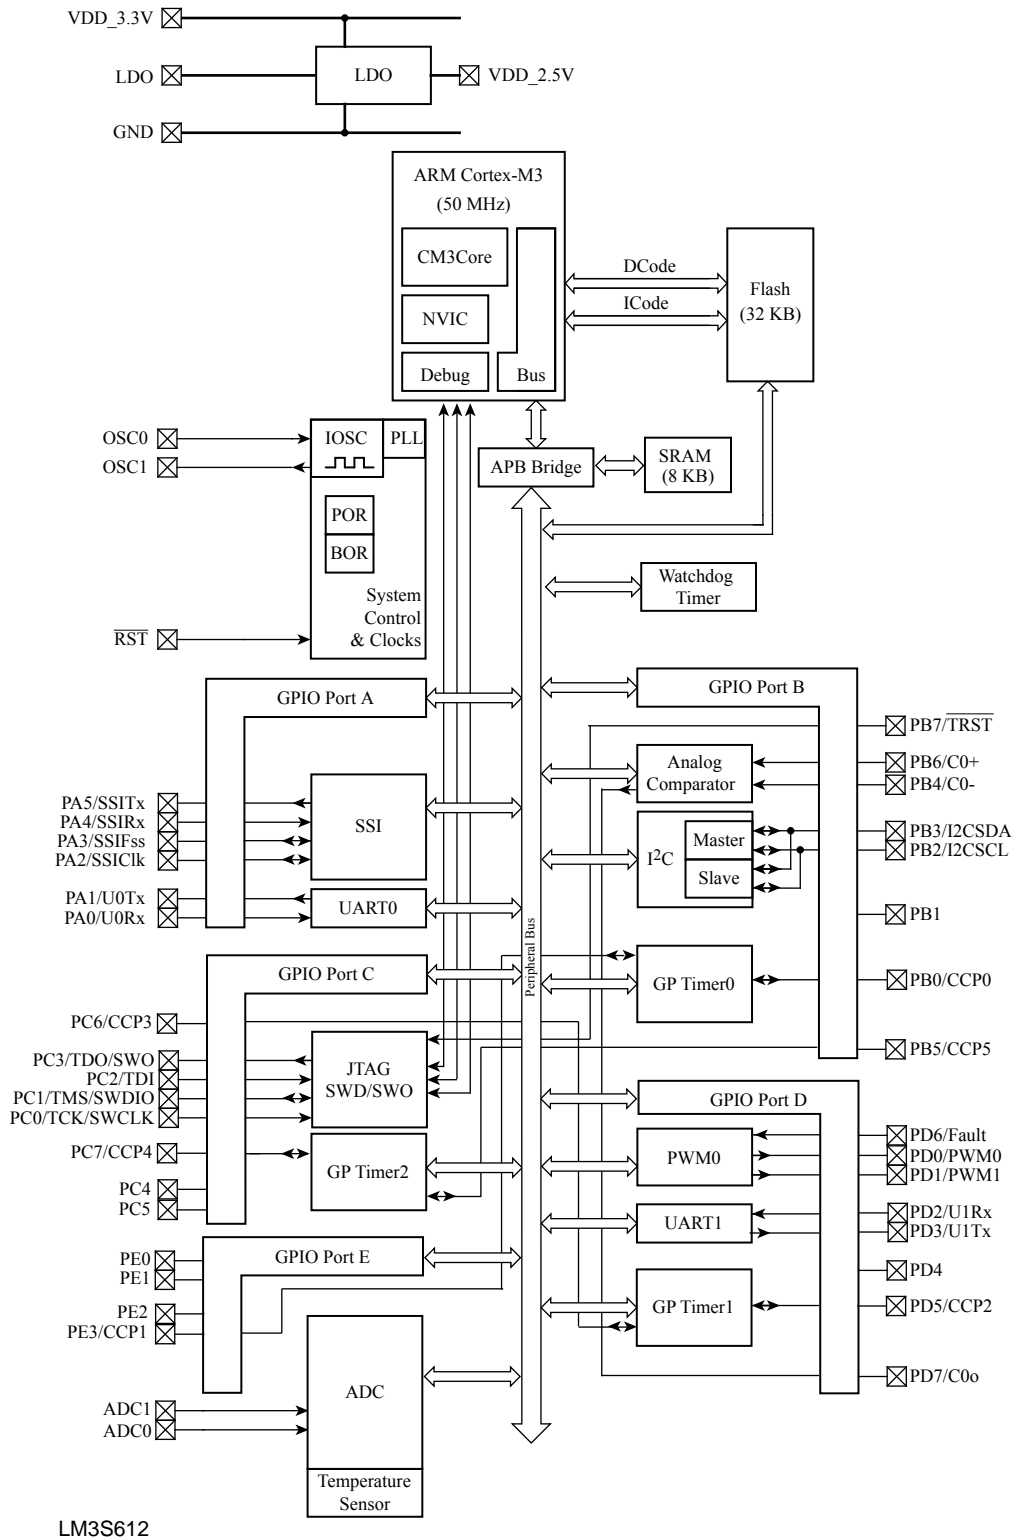 VDD_3.3V
LDO
LDO
VDD_2.5V
GND
ARM Cortex-M3
(50 MHz)
CM3Core
NVIC
Debug
Bus
DCode
ICode
Flash
(32 KB)
OSC0
OSC1
IOSC
PLL
POR
BOR
System
Control
& Clocks
RST
APB Bridge
SRAM
(8 KB)
Watchdog
Timer
GPIO Port A
PA5/SSITx
PA4/SSIRx
PA3/SSIFss
PA2/SSIClk
SSI
PA1/U0Tx
PA0/U0Rx
UART0
GPIO Port B
PB7/TRST
Analog
Comparator
PB6/C0+
PB4/C0-
I2C
Master
Slave
PB3/I2CSDA
PB2/I2CSCL
PB1
Peripheral Bus
GP Timer0
PB0/CCP0
PB5/CCP5
GPIO Port C
PC6/CCP3
PC3/TDO/SWO
PC2/TDI
PC1/TMS/SWDIO
PC0/TCK/SWCLK
JTAG
SWD/SWO
PC7/CCP4
GP Timer2
PC4
PC5
GPIO Port D
PWM0
PD6/Fault
PD0/PWM0
PD1/PWM1
UART1
PD2/U1Rx
PD3/U1Tx
PD4
GP Timer1
PD5/CCP2
PD7/C0o
GPIO Port E
PE0
PE1
PE2
PE3/CCP1
ADC
ADC1
ADC0
Temperature
Sensor
LM3S612